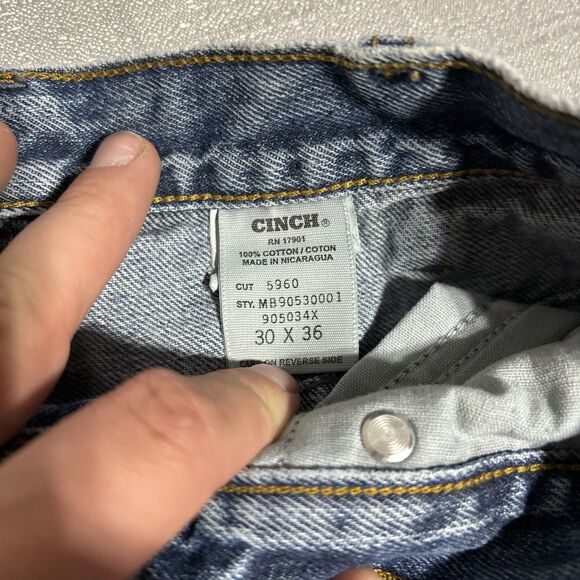 CINCH®
RN 17901
100% COTTON / COTON
MADE IN NICARAGUA
CUT 5960
STY. MB90530001
905034X
30 X 36
CARE ON REVERSE SIDE